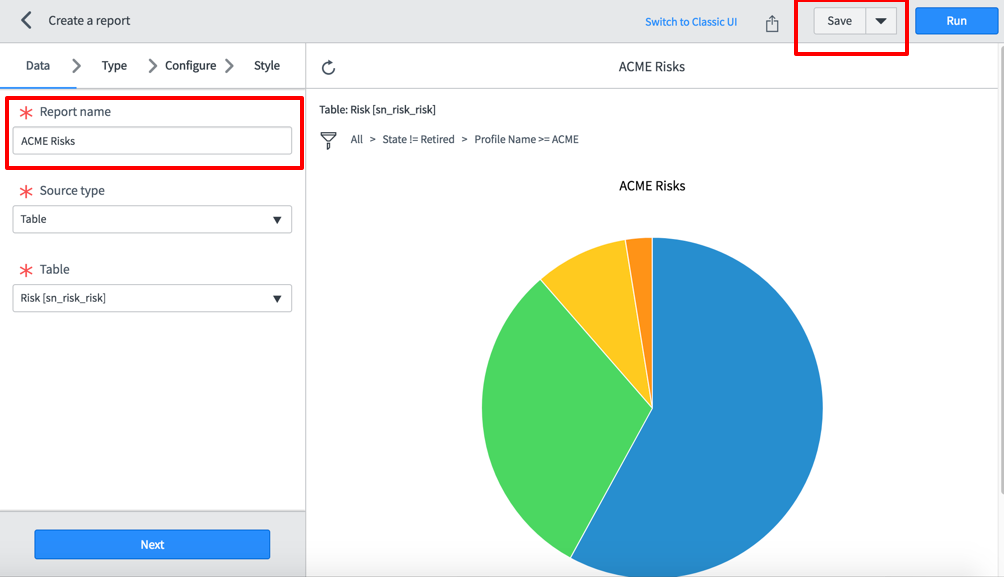 Create a report
Switch to Classic UI
Save
Run
Data
Type
Configure
Style
Report name
ACME Risks
Source type
Table
Table
Risk [sn_risk_risk]
Next
ACME Risks
Table: Risk [sn_risk_risk]
All > State != Retired > Profile Name >= ACME
ACME Risks